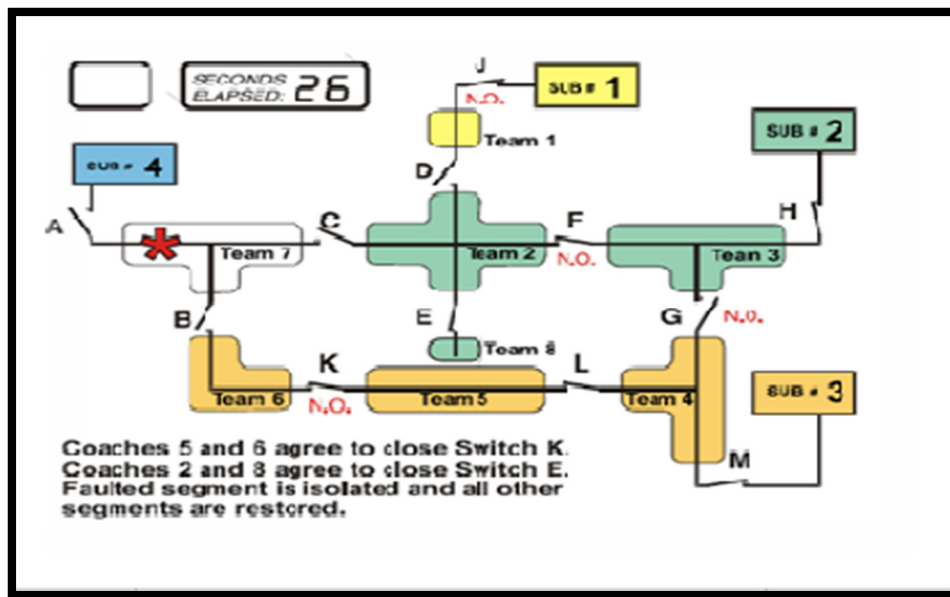 SECONDS
ELAPSED: 26
J
SUB # 1
N.O.
Team 1
SUB # 2
SUB # 4
D
A
C
F
H
Team 7
Team 2
N.O.
Team 3
B
E
G
N.O.
Team 8
K
L
Team 6
N.O.
Team 5
Team 4
SUB # 3
M
Coaches 5 and 6 agree to close Switch K.
Coaches 2 and 8 agree to close Switch E.
Faulted segment is isolated and all other
segments are restored.